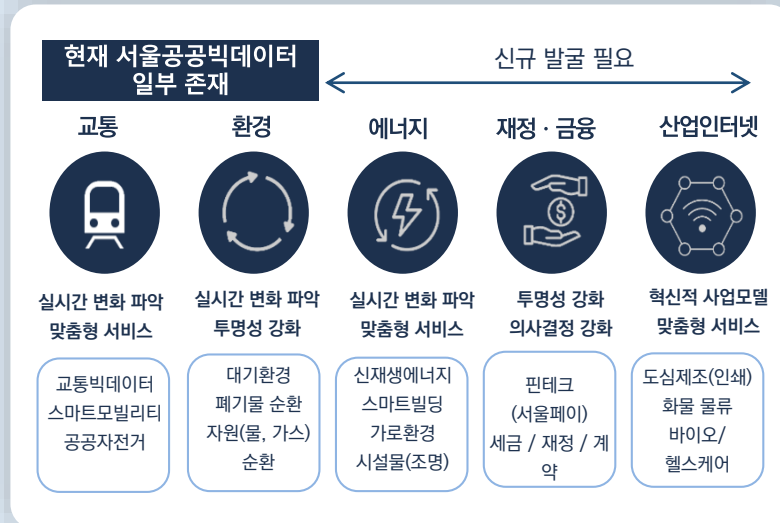 현재 서울공공빅데이터
일부 존재
신규 발굴 필요
교통
환경
에너지
재정 · 금융
산업인터넷
$
실시간 변화 파악
맞춤형 서비스
실시간 변화 파악
투명성 강화
실시간 변화 파악
맞춤형 서비스
투명성 강화
의사결정 강화
혁신적 사업모델
맞춤형 서비스
교통빅데이터
스마트모빌리티
공공자전거
대기환경
폐기물 순환
자원(물, 가스)
순환
신재생에너지
스마트빌딩
가로환경
시설물(조명)
핀테크
(서울페이)
세금 / 재정 / 계
약
도심제조(인쇄)
화물 물류
바이오/
헬스케어